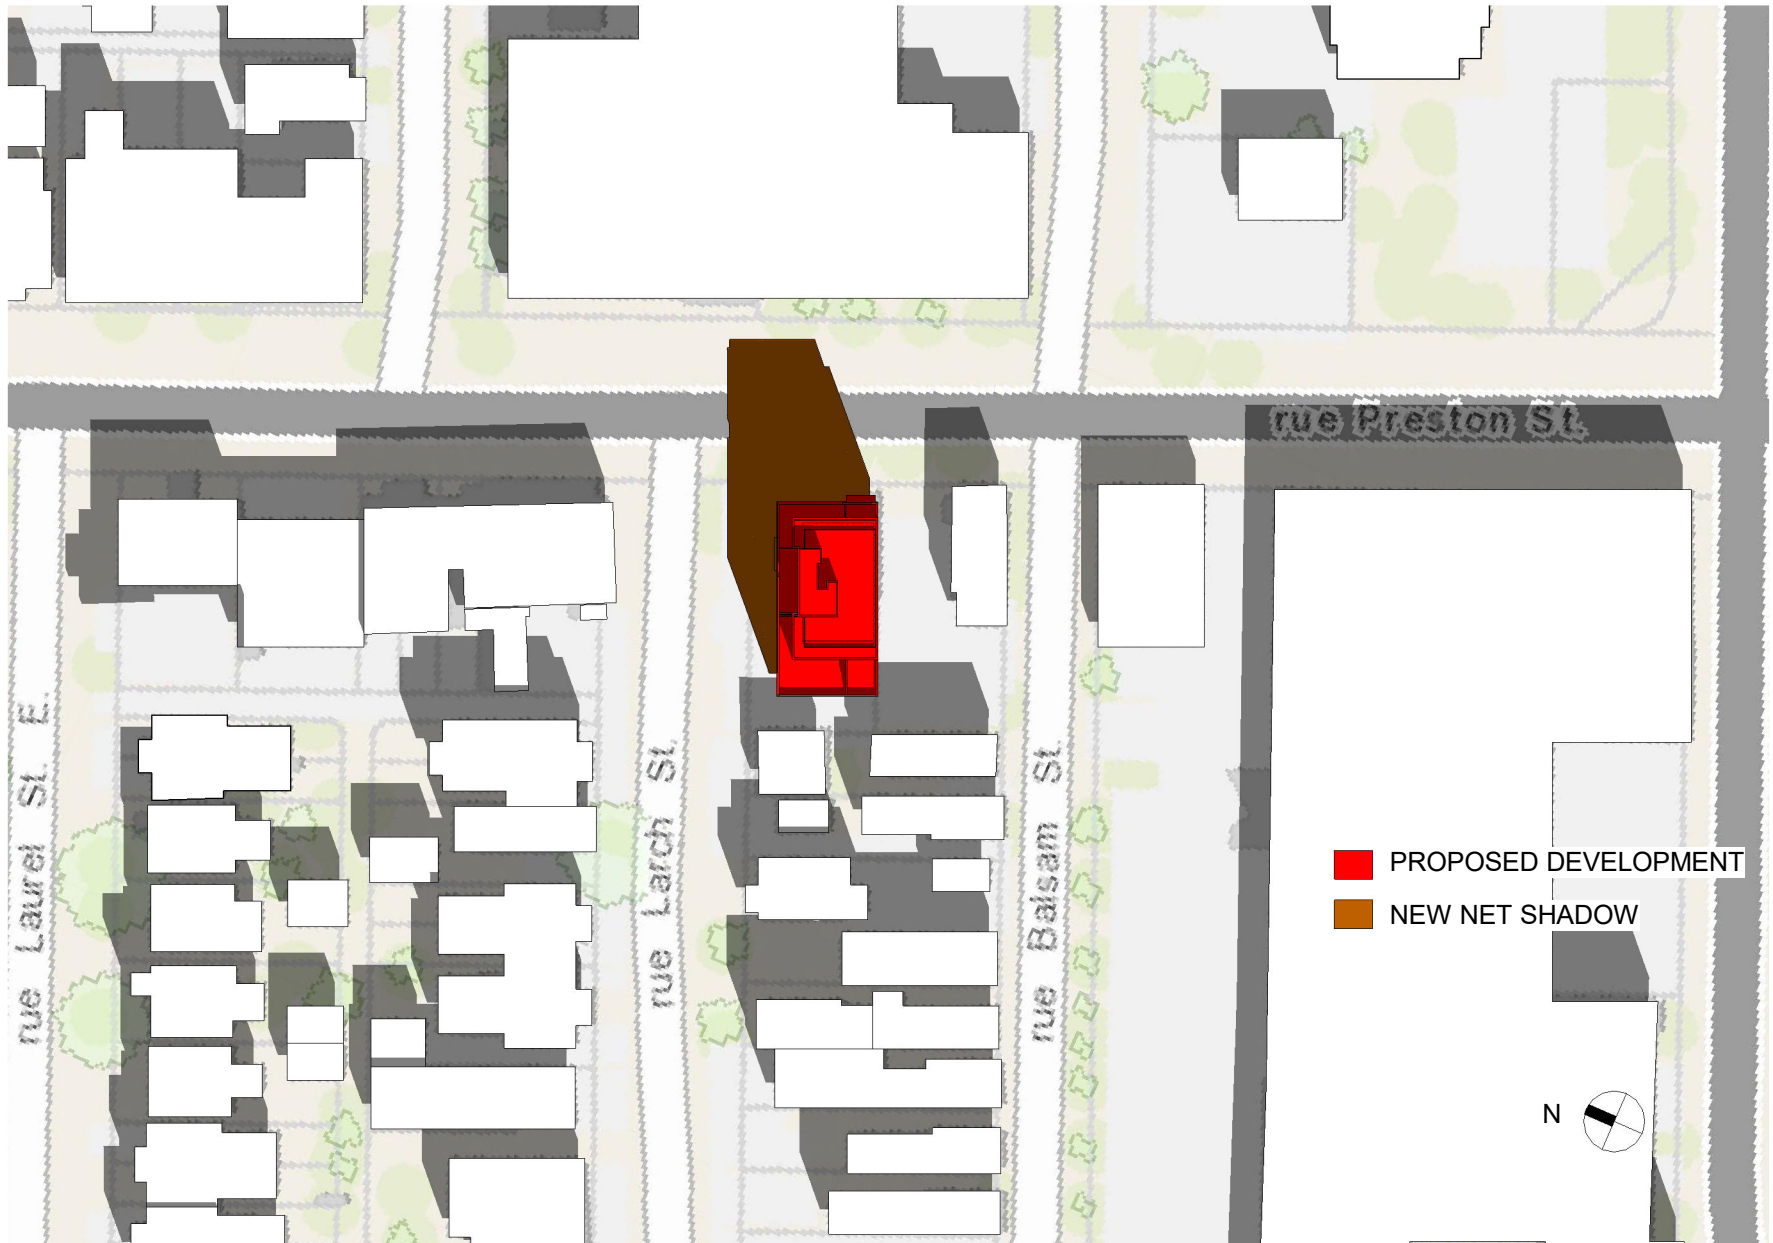 rue Preston St.
rue Laurel St. E.
rue Larch St.
rue Balsam St.
PROPOSED DEVELOPMENT
NEW NET SHADOW
N